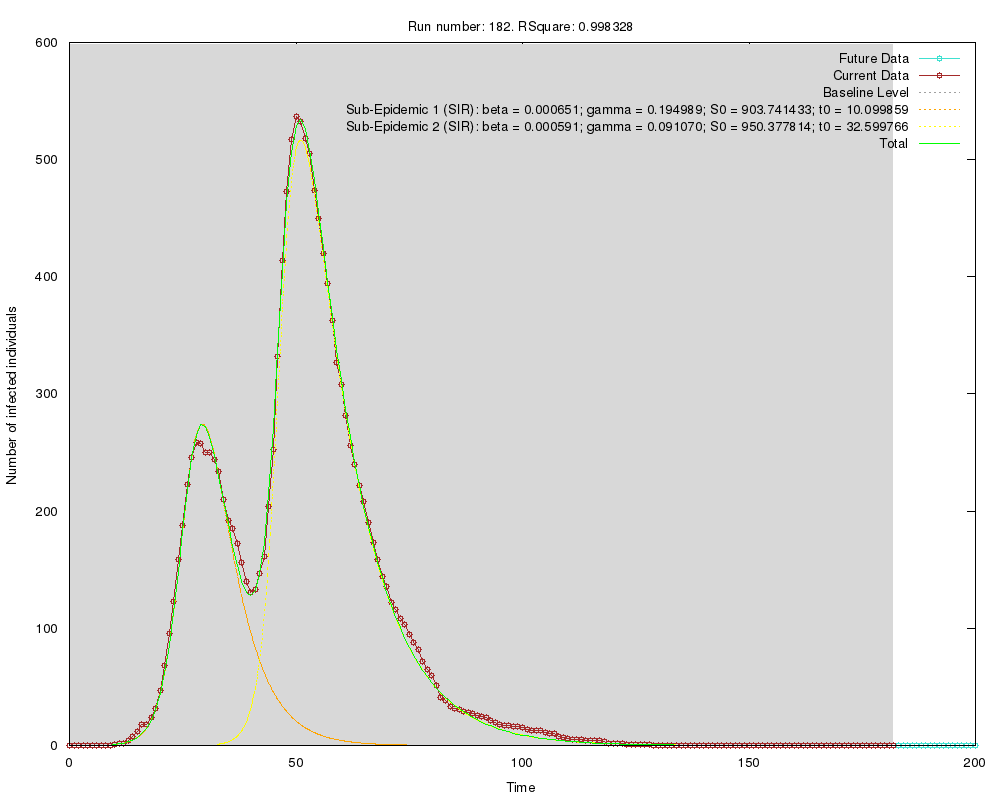 Run number: 182. RSquare: 0.998328
600
500
400
300
200
100
0
Number of infected individuals
Future Data
Current Data
Baseline Level
Sub-Epidemic 1 (SIR): beta = 0.000651; gamma = 0.194989; S0 = 903.741433; t0 = 10.099859
Sub-Epidemic 2 (SIR): beta = 0.000591; gamma = 0.091070; S0 = 950.377814; t0 = 32.599766
Total
0 50 100 150 200
Time